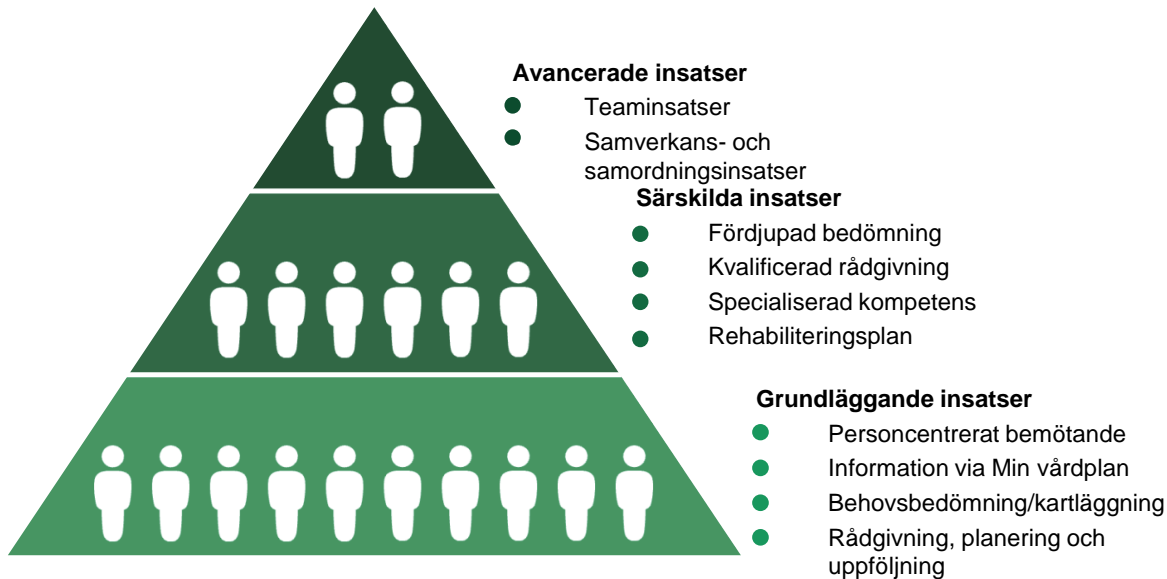 Avancerade insatser
Teaminsatser
Samverkans- och
samordningsinsatser
Särskilda insatser
Fördjupad bedömning
Kvalificerad rådgivning
Specialiserad kompetens
Rehabiliteringsplan
Grundläggande insatser
Personcentrerat bemötande
Information via Min vårdplan
Behovsbedömning/kartläggning
Rådgivning, planering och
uppföljning